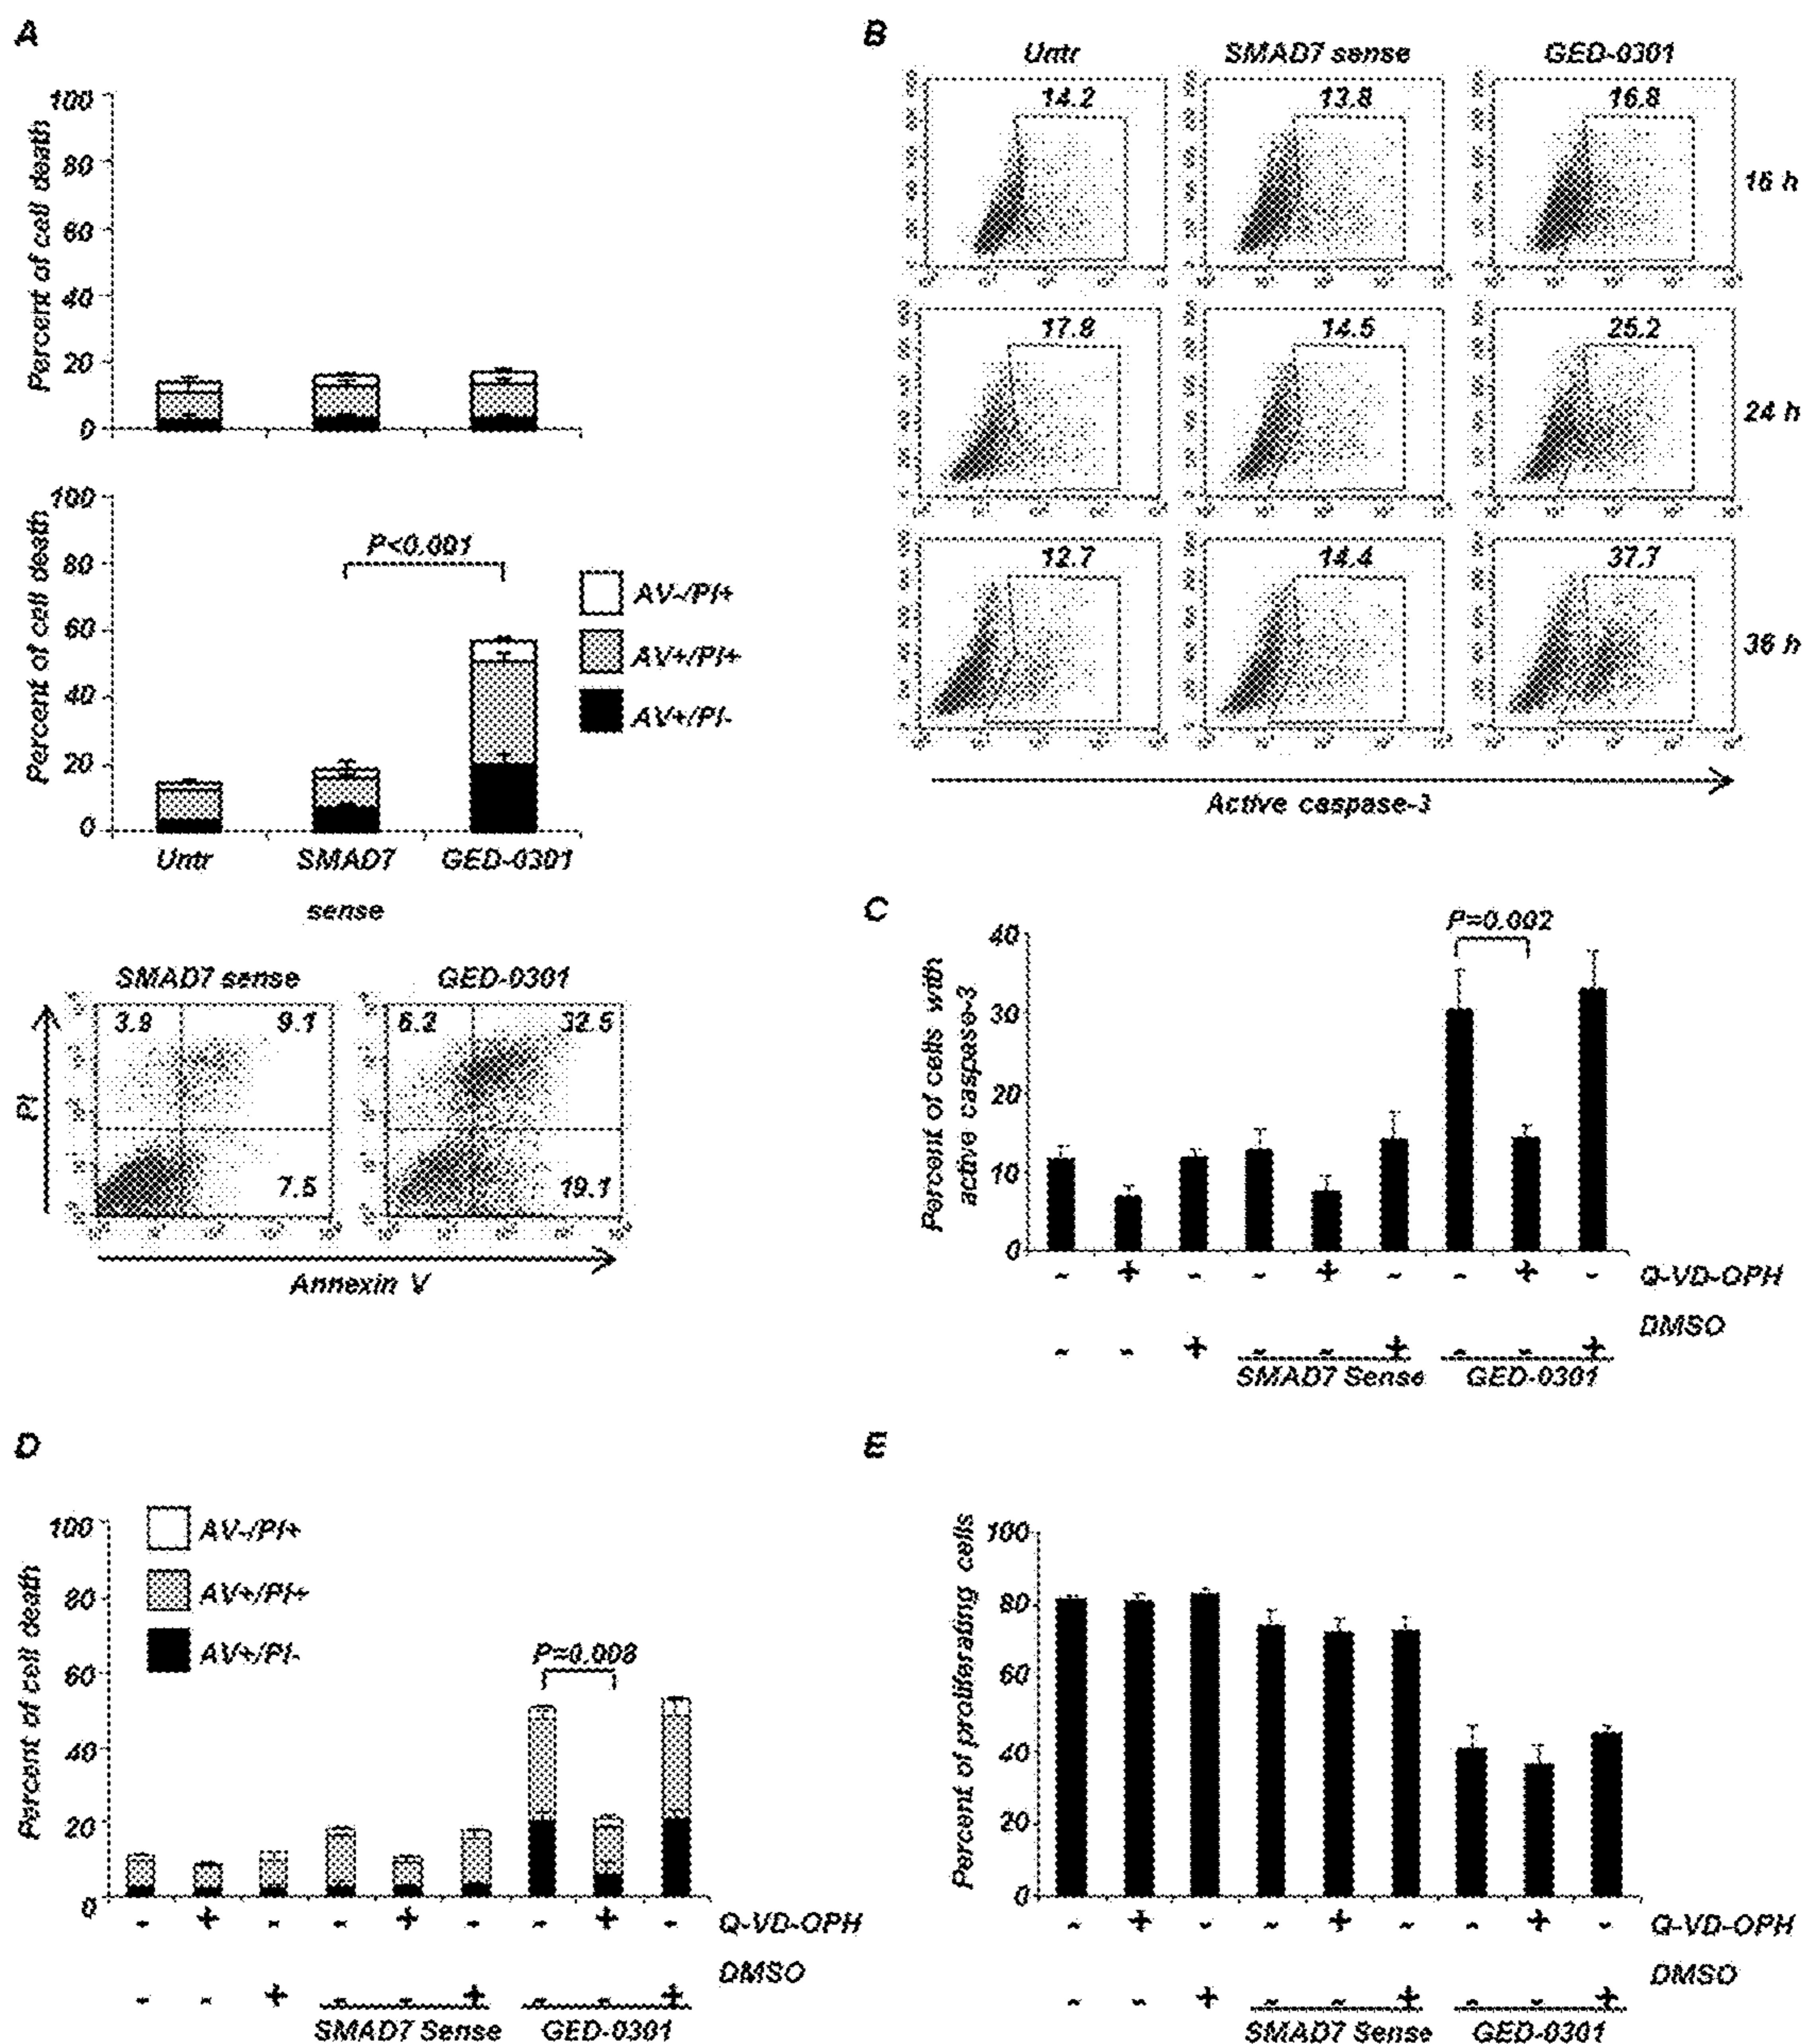 A
100
80
60
40
20
0
Percent of cell death
100
80
60
40
20
0
Percent of cell death
P<0.001
AV-/PI+
AV+/PI+
AV+/PI-
Untr SMAD7 GED-0301
sense
SMAD7 sense GED-0301
3.9 9.1 6.2 32.5
7.5 19.1
PI
Annexin V
B
Untr SMAD7 sense GED-0301
14.2 13.8 16.8
16 h
17.8 14.5 25.2
24 h
12.7 14.4 37.7
36 h
Active caspase-3
C
P=0.002
40
30
20
10
0
Percent of cells with
active caspase-3
- + - - + - - + - Q-VD-OPH
DMSO
- - + - - + - - +
SMAD7 Sense GED-0301
D
100
80
60
40
20
0
Percent of cell death
AV-/PI+
AV+/PI+
AV+/PI-
P=0.008
- + - - + - - + - Q-VD-OPH
DMSO
- - + - - + - - +
SMAD7 Sense GED-0301
E
100
80
60
40
20
0
Percent of proliferating cells
- + - - + - - + - Q-VD-OPH
DMSO
- - + - - + - - +
SMAD7 Sense GED-0301